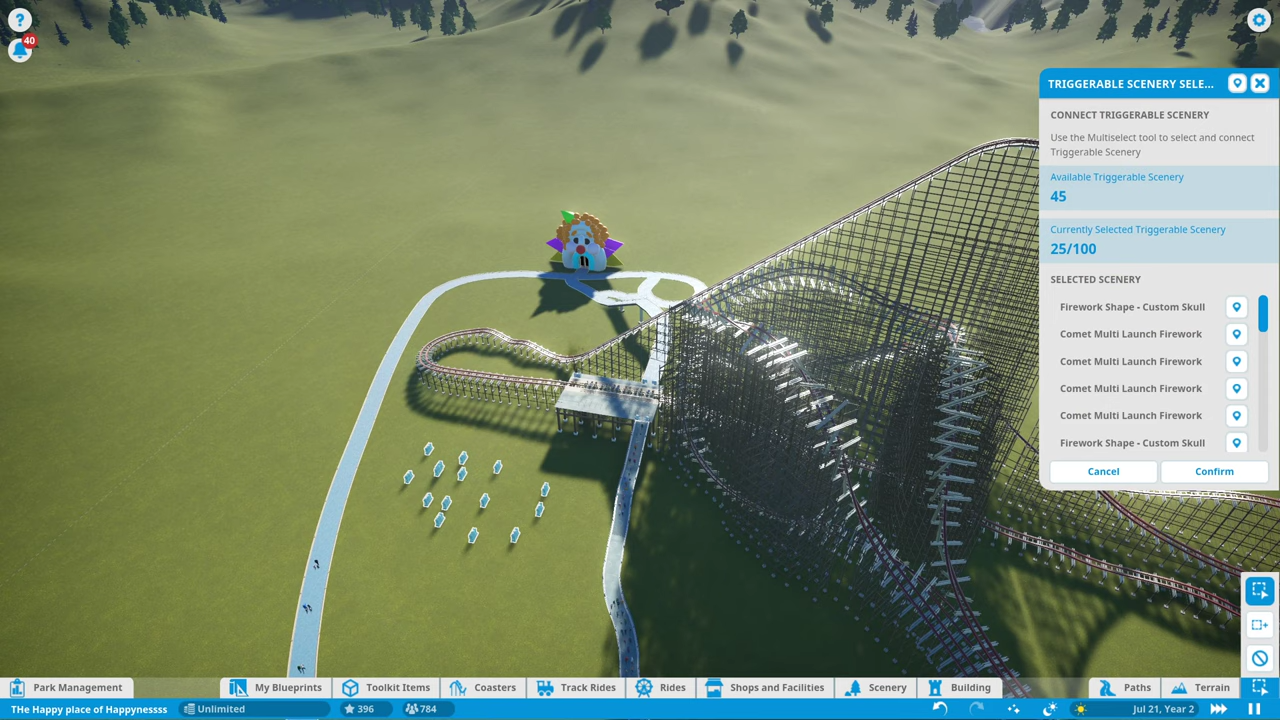 ?
40
TRIGGERABLE SCENERY SELE...
CONNECT TRIGGERABLE SCENERY
Use the Multiselect tool to select and connect
Triggerable Scenery
Available Triggerable Scenery
45
Currently Selected Triggerable Scenery
25/100
SELECTED SCENERY
Firework Shape - Custom Skull
Comet Multi Launch Firework
Comet Multi Launch Firework
Comet Multi Launch Firework
Comet Multi Launch Firework
Firework Shape - Custom Skull
Cancel
Confirm
Park Management
My Blueprints
Toolkit Items
Coasters
Track Rides
Rides
Shops and Facilities
Scenery
Building
Paths
Terrain
THe Happy place of Happynessss
Unlimited
396
784
Jul 21, Year 2